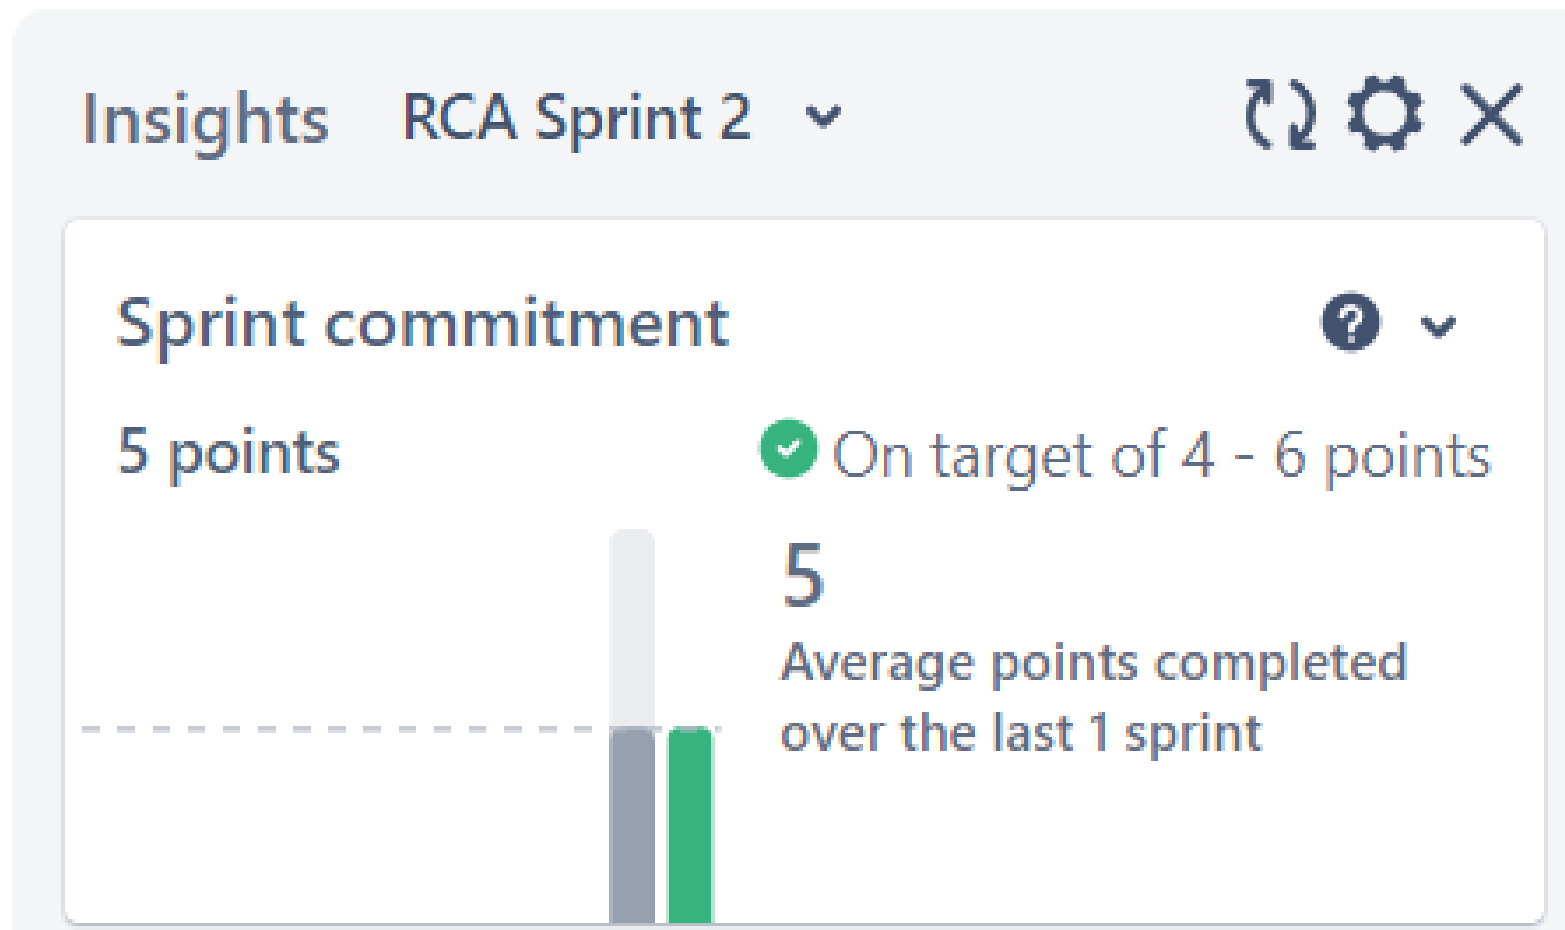 Insights RCA Sprint 2
Sprint commitment
5 points
On target of 4 - 6 points
5
Average points completed
over the last 1 sprint